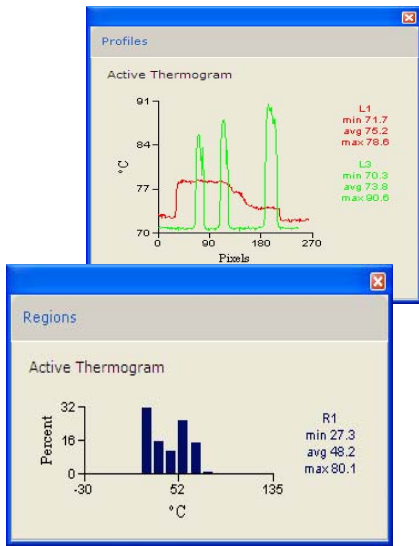 Profiles
Active Thermogram
91
84
77
70
°C
0 90 180 270
Pixels
L1
min 71.7
avg 75.2
max 78.6
L3
min 70.3
avg 73.8
max 90.6
Regions
Active Thermogram
32
16
0
Percent
-30 52 135
°C
R1
min 27.3
avg 48.2
max 80.1